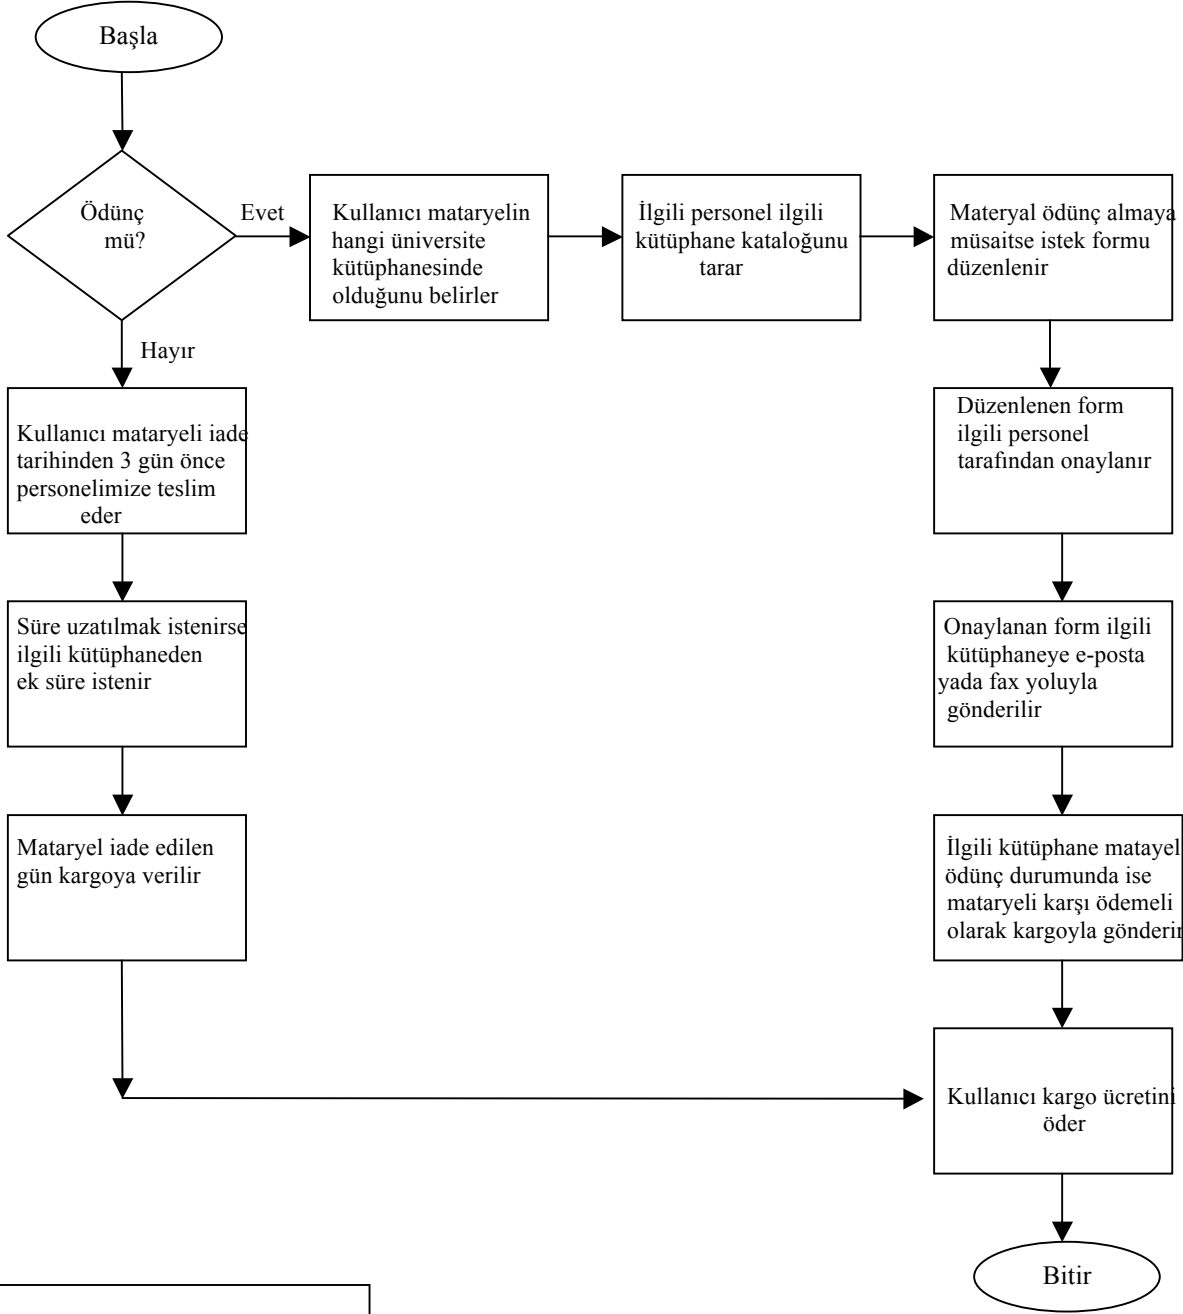 Başla
Ödünç
mü?
Evet
Kullanıcı mataryelin
hangi üniversite
kütüphanesinde
olduğunu belirler
İlgili personel ilgili
kütüphane kataloğunu
tarar
Materyal ödünç almaya
müsaitse istek formu
düzenlenir
Hayır
Kullanıcı mataryeli iade
tarihinden 3 gün önce
personelimize teslim
eder
Düzenlenen form
ilgili personel
tarafından onaylanır
Süre uzatılmak istenirse
ilgili kütüphaneden
ek süre istenir
Onaylanan form ilgili
kütüphaneye e-posta
yada fax yoluyla
gönderilir
Mataryel iade edilen
gün kargoya verilir
İlgili kütüphane matayel
ödünç durumunda ise
mataryeli karşı ödemeli
olarak kargoyla gönderir
Kullanıcı kargo ücretini
öder
Bitir